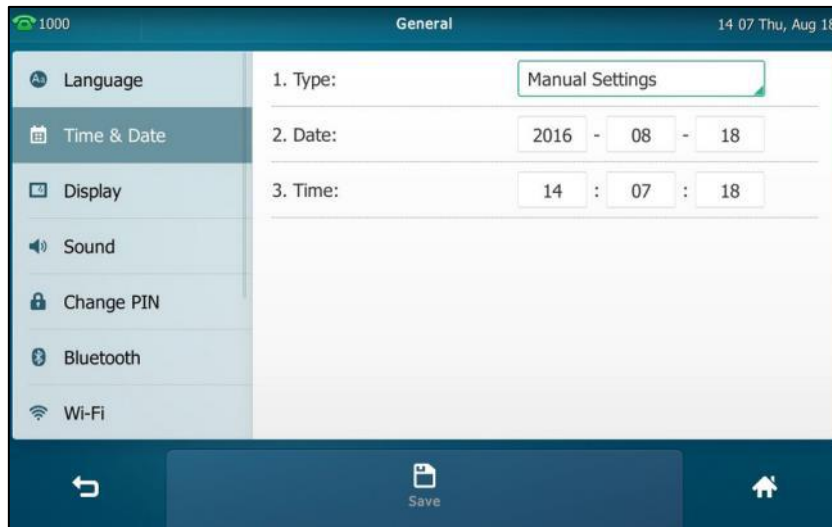 1000 General 14 07 Thu, Aug 18
Language
Time & Date
Display
Sound
Change PIN
Bluetooth
Wi-Fi
1. Type: Manual Settings
2. Date: 2016 - 08 - 18
3. Time: 14 : 07 : 18
Save